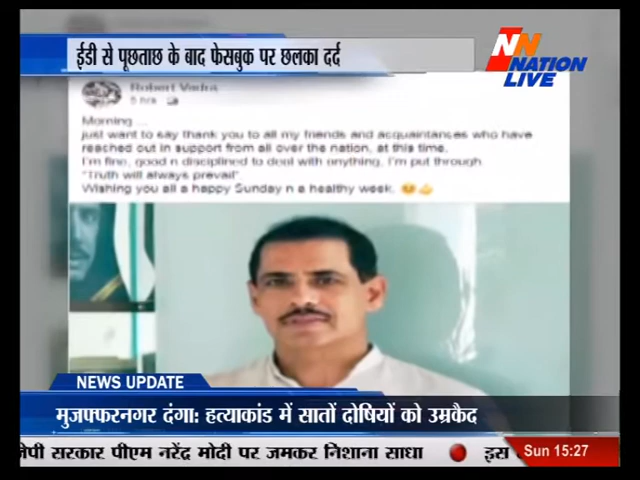 ईडी से पूछताछ के बाद फेसबुक पर छलका दर्द
NATION
LIVE
Robert Vadra
5 hrs
Morning ...
just want to say thank you to all my friends and acquaintances who have
reached out in support from all over the nation, at this time.
I'm fine, good n disciplined to deal with anything, I'm put through.
"Truth will always prevail".
Wishing you all a happy Sunday n a healthy week.
NEWS UPDATE
मुजफ्फरनगर दंगा: हत्याकांड में सातों दोषियों को उम्रकैद
सरकार पीएम नरेंद्र मोदी पर जमकर निशाना साधा
इस
Sun 15:27